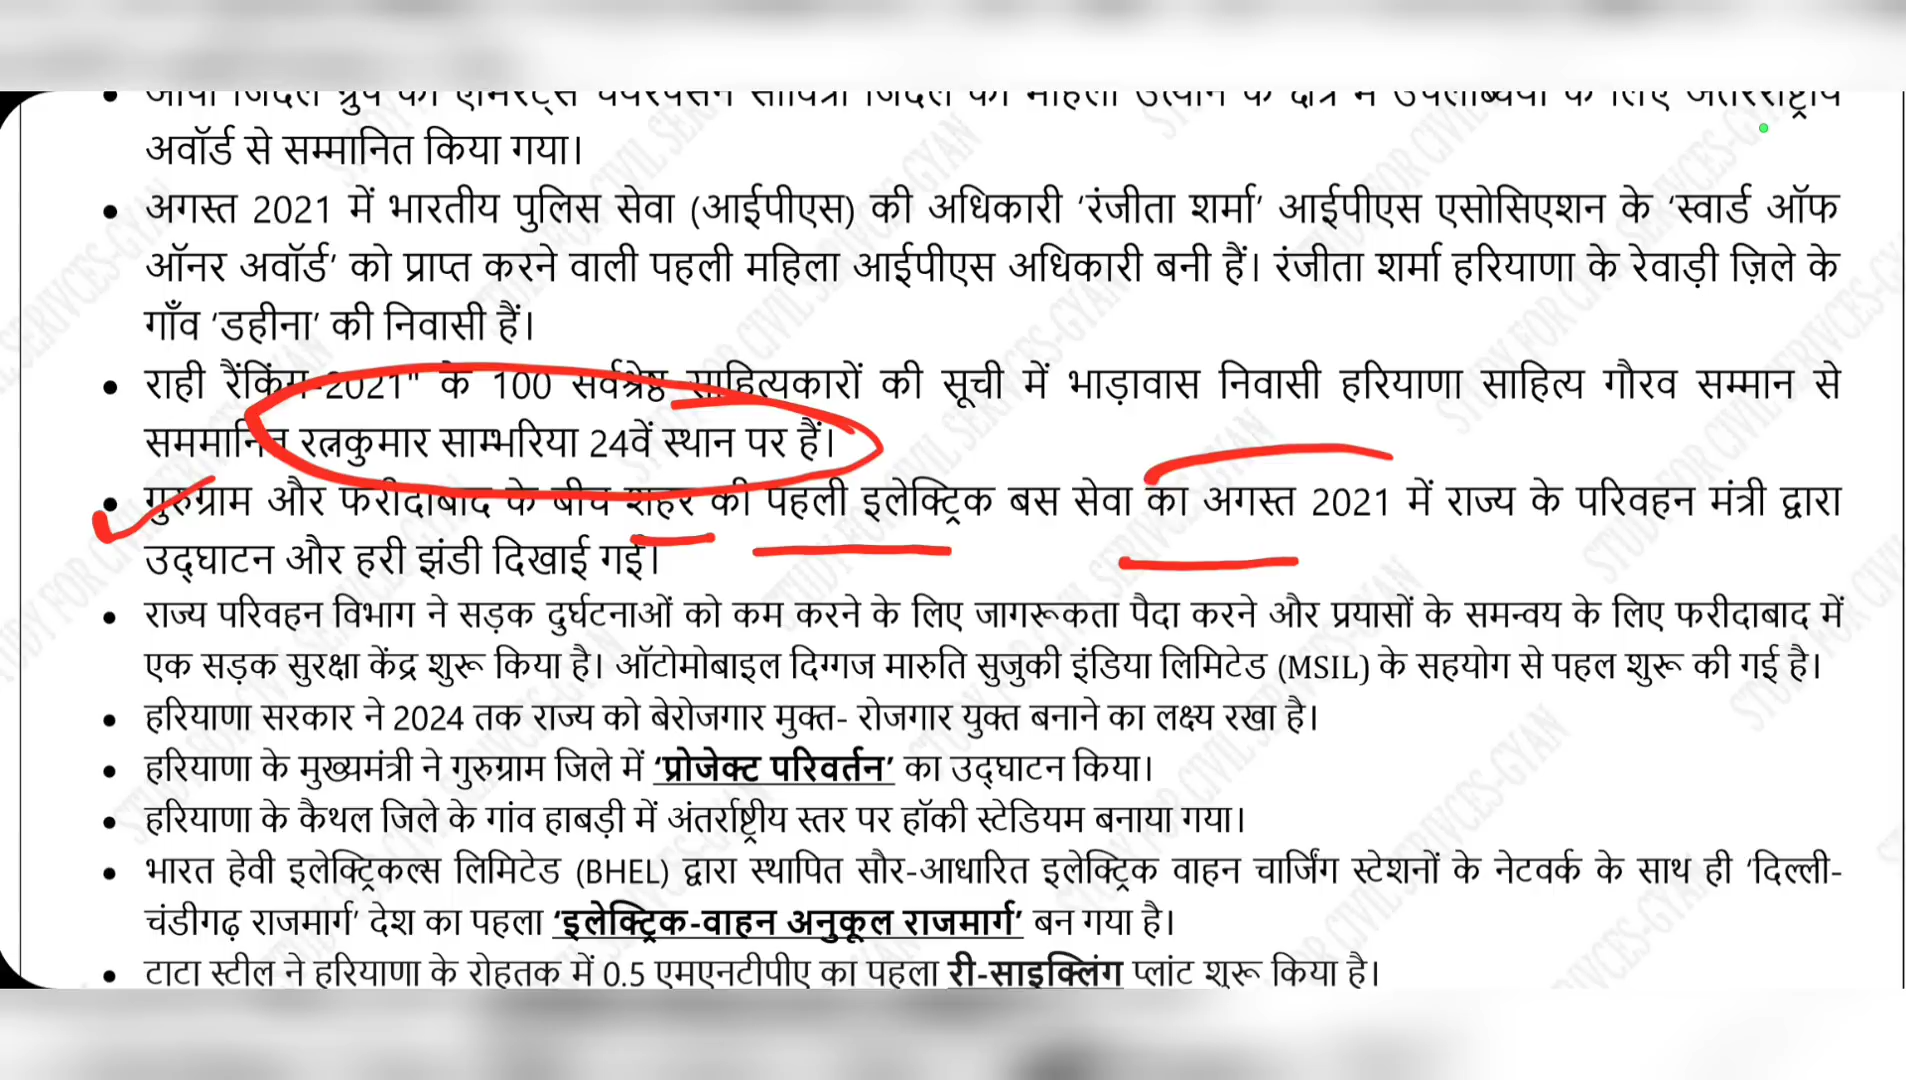 अवॉर्ड से सम्मानित किया गया।
• अगस्त 2021 में भारतीय पुलिस सेवा (आईपीएस) की अधिकारी ‘रंजीता शर्मा’ आईपीएस एसोसिएशन के ‘स्वार्ड ऑफ
ऑनर अवॉर्ड’ को प्राप्त करने वाली पहली महिला आईपीएस अधिकारी बनी हैं। रंजीता शर्मा हरियाणा के रेवाड़ी ज़िले के
गाँव ‘डहीना’ की निवासी हैं।
• राही रैंकिंग-2021" के 100 सर्वश्रेष्ठ साहित्यकारों की सूची में भाड़ावास निवासी हरियाणा साहित्य गौरव सम्मान से
सममानित रत्नकुमार साम्भरिया 24वें स्थान पर हैं।
• गुरुग्राम और फरीदाबाद के बीच शहर की पहली इलेक्ट्रिक बस सेवा का अगस्त 2021 में राज्य के परिवहन मंत्री द्वारा
उद्घाटन और हरी झंडी दिखाई गई।
• राज्य परिवहन विभाग ने सड़क दुर्घटनाओं को कम करने के लिए जागरूकता पैदा करने और प्रयासों के समन्वय के लिए फरीदाबाद में
एक सड़क सुरक्षा केंद्र शुरू किया है। ऑटोमोबाइल दिग्गज मारुति सुजुकी इंडिया लिमिटेड (MSIL) के सहयोग से पहल शुरू की गई है।
• हरियाणा सरकार ने 2024 तक राज्य को बेरोजगार मुक्त- रोजगार युक्त बनाने का लक्ष्य रखा है।
• हरियाणा के मुख्यमंत्री ने गुरुग्राम जिले में ‘प्रोजेक्ट परिवर्तन’ का उद्घाटन किया।
• हरियाणा के कैथल जिले के गांव हाबड़ी में अंतर्राष्ट्रीय स्तर पर हॉकी स्टेडियम बनाया गया।
• भारत हेवी इलेक्ट्रिकल्स लिमिटेड (BHEL) द्वारा स्थापित सौर-आधारित इलेक्ट्रिक वाहन चार्जिंग स्टेशनों के नेटवर्क के साथ ही ‘दिल्ली-
चंडीगढ़ राजमार्ग’ देश का पहला ‘इलेक्ट्रिक-वाहन अनुकूल राजमार्ग’ बन गया है।
• टाटा स्टील ने हरियाणा के रोहतक में 0.5 एमएनटीपीए का पहला री-साइक्लिंग प्लांट शुरू किया है।